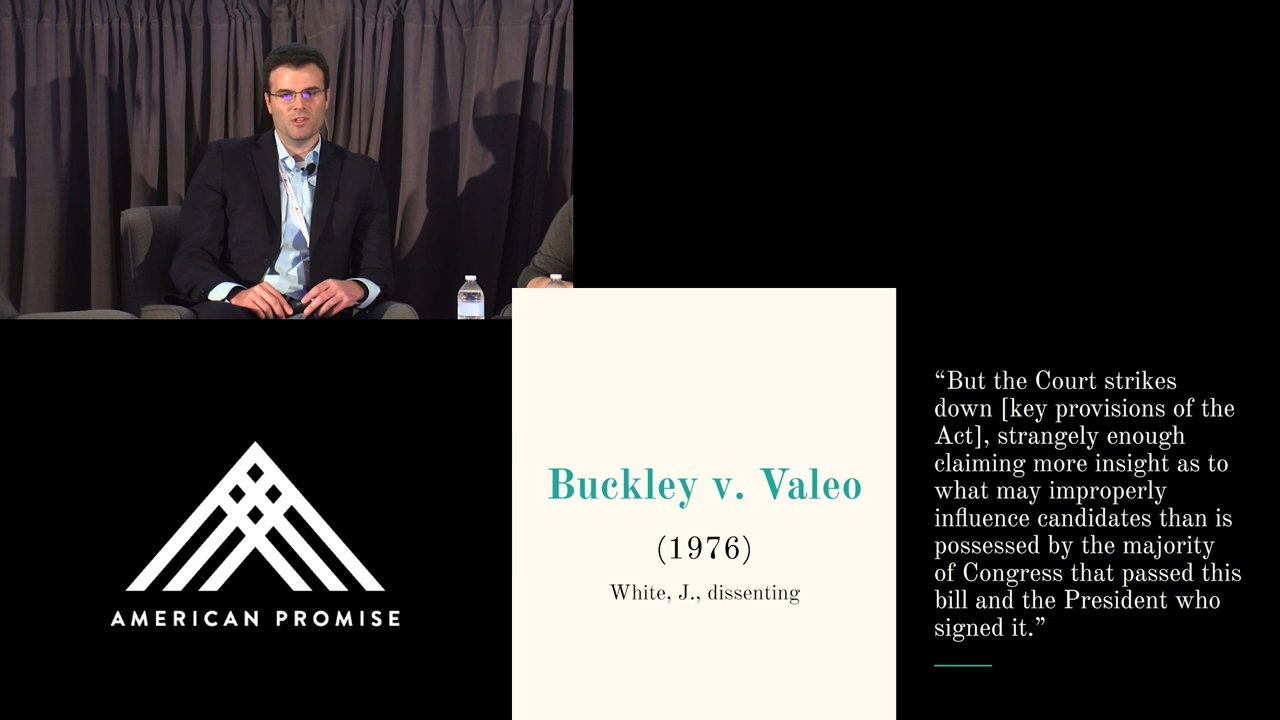 AMERICAN PROMISE
Buckley v. Valeo
(1976)
White, J., dissenting
“But the Court strikes
down [key provisions of the
Act], strangely enough
claiming more insight as to
what may improperly
influence candidates than is
possessed by the majority
of Congress that passed this
bill and the President who
signed it.”